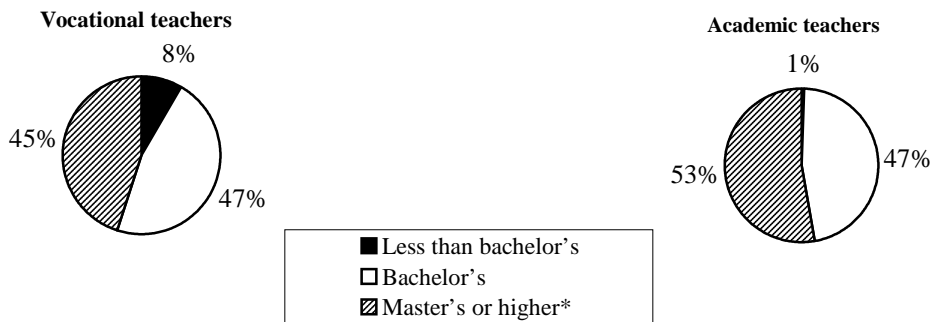 Vocational teachers
8%
45%
47%
Academic teachers
1%
47%
53%
Less than bachelor's
Bachelor's
Master's or higher*